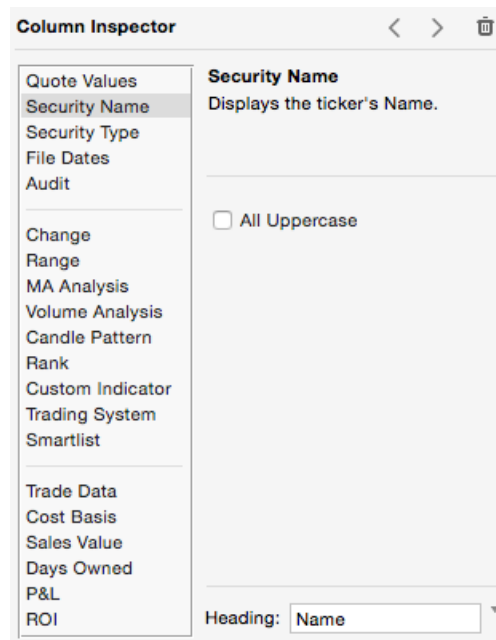 Column Inspector
Quote Values
Security Name
Security Type
File Dates
Audit
Change
Range
MA Analysis
Volume Analysis
Candle Pattern
Rank
Custom Indicator
Trading System
Smartlist
Trade Data
Cost Basis
Sales Value
Days Owned
P&L
ROI
Security Name
Displays the ticker's Name.
All Uppercase
Heading: Name